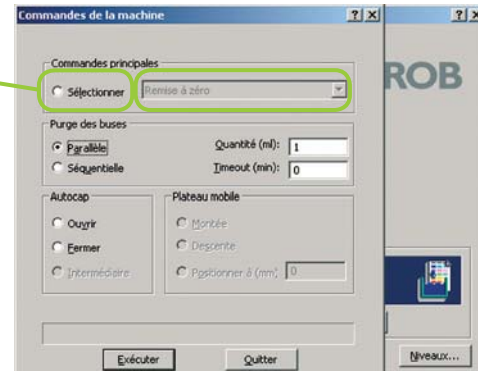 Commandes de la machine
Commandes principales
Sélectionner Remise à zéro
Purge des buses
Parallèle Quantité (ml): 1
Séquentielle Timeout (min): 0
Autocap Plateau mobile
Ouvrir Montée
Fermer Descente
Intermédiaire Positionner à (mm) 0
Exécuter Quitter
ROB
Niveaux...